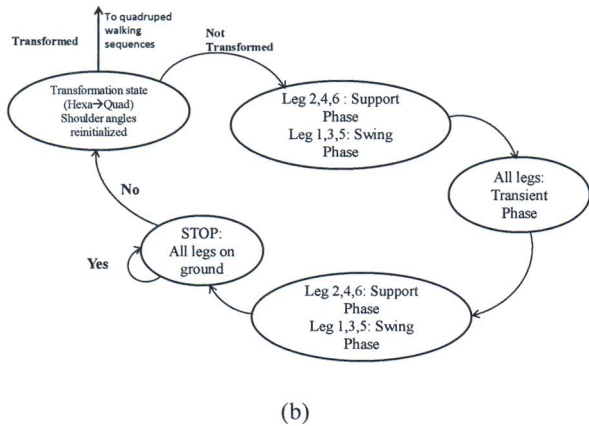 To quadruped
walking
sequences
Transformed
Not
Transformed
Transformation state
(Hexa→Quad)
Shoulder angles
reinitialized
Leg 2,4,6 : Support
Phase
Leg 1,3,5: Swing
Phase
All legs:
Transient
Phase
No
STOP:
All legs on
ground
Yes
Leg 2,4,6: Support
Phase
Leg 1,3,5: Swing
Phase
(b)